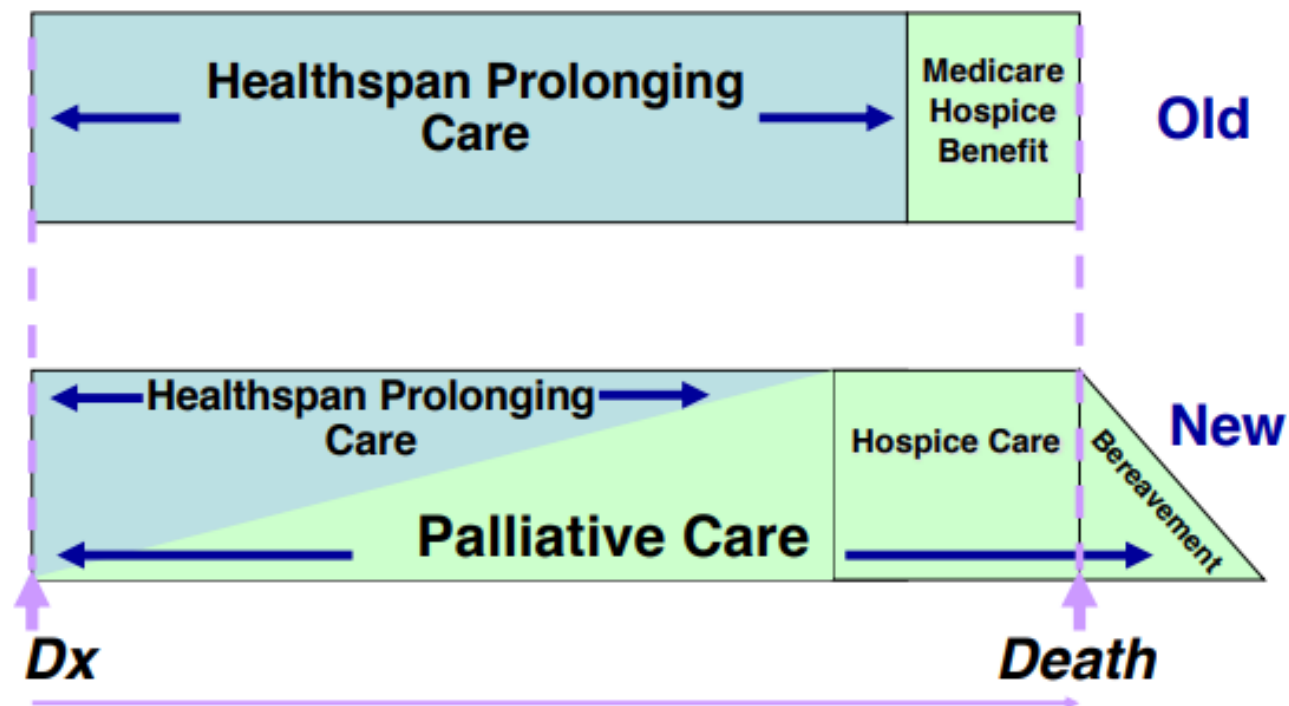 Healthspan Prolonging
Care
Medicare
Hospice
Benefit
Old
Healthspan Prolonging
Care
Hospice Care
Bereavement
New
Palliative Care
Dx
Death